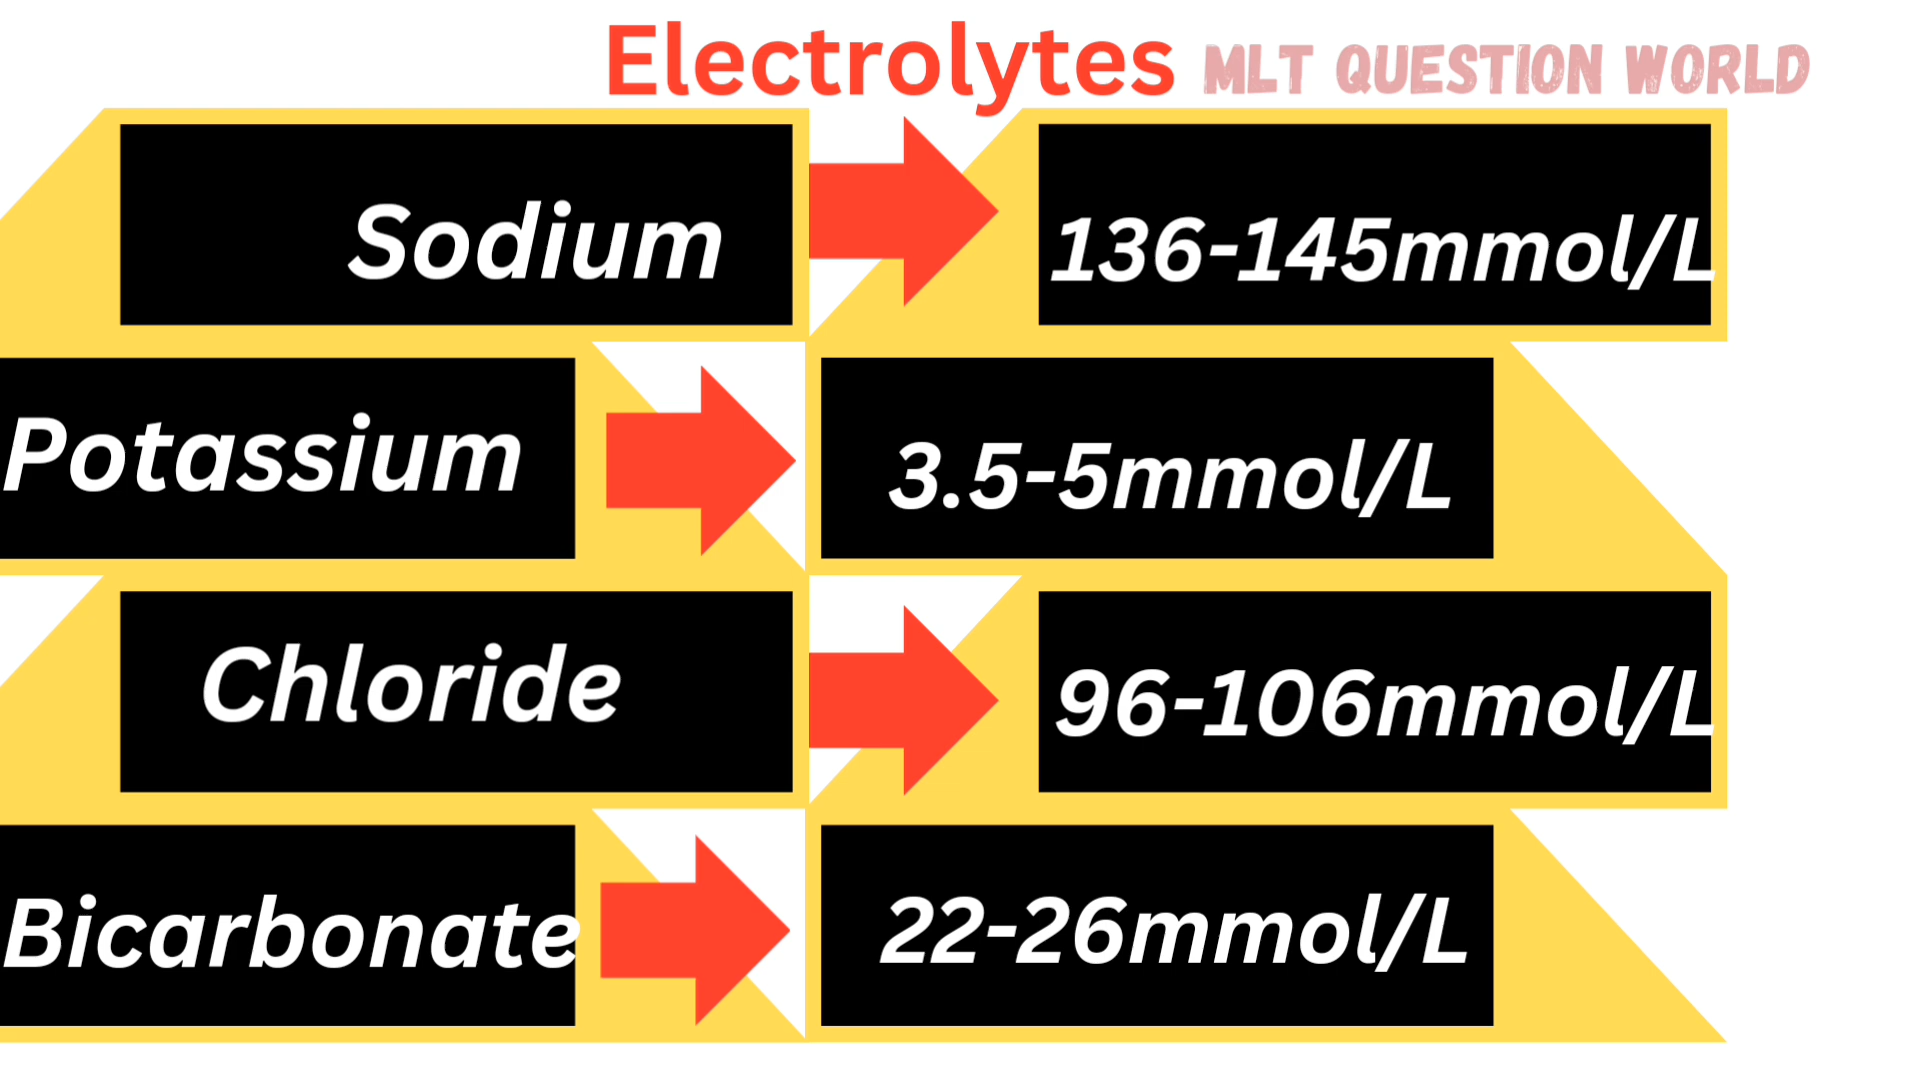 Electrolytes MLT QUESTION WORLD
Sodium 136-145mmol/L
Potassium 3.5-5mmol/L
Chloride 96-106mmol/L
Bicarbonate 22-26mmol/L